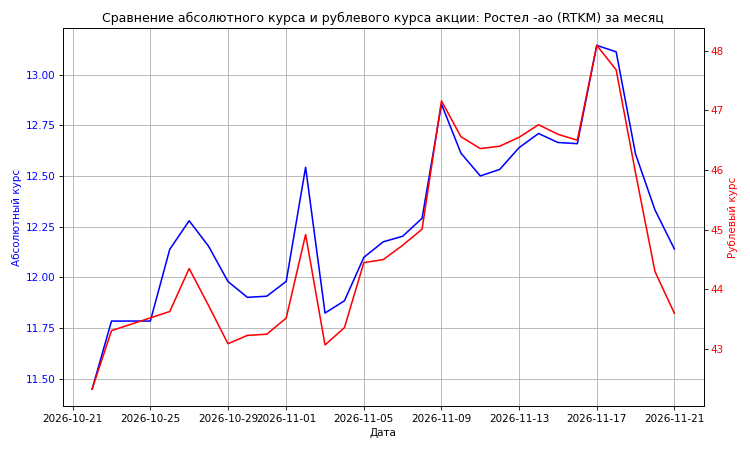 Сравнение абсолютного курса и рублевого курса акции: Ростел -ао (RTKM) за месяц
13.00
12.75
12.50
12.25
12.00
11.75
11.50
Абсолютный курс
48
47
46
45
44
43
Рублевый курс
2026-10-21 2026-10-25 2026-10-29 2026-11-01 2026-11-05 2026-11-09 2026-11-13 2026-11-17 2026-11-21
Дата